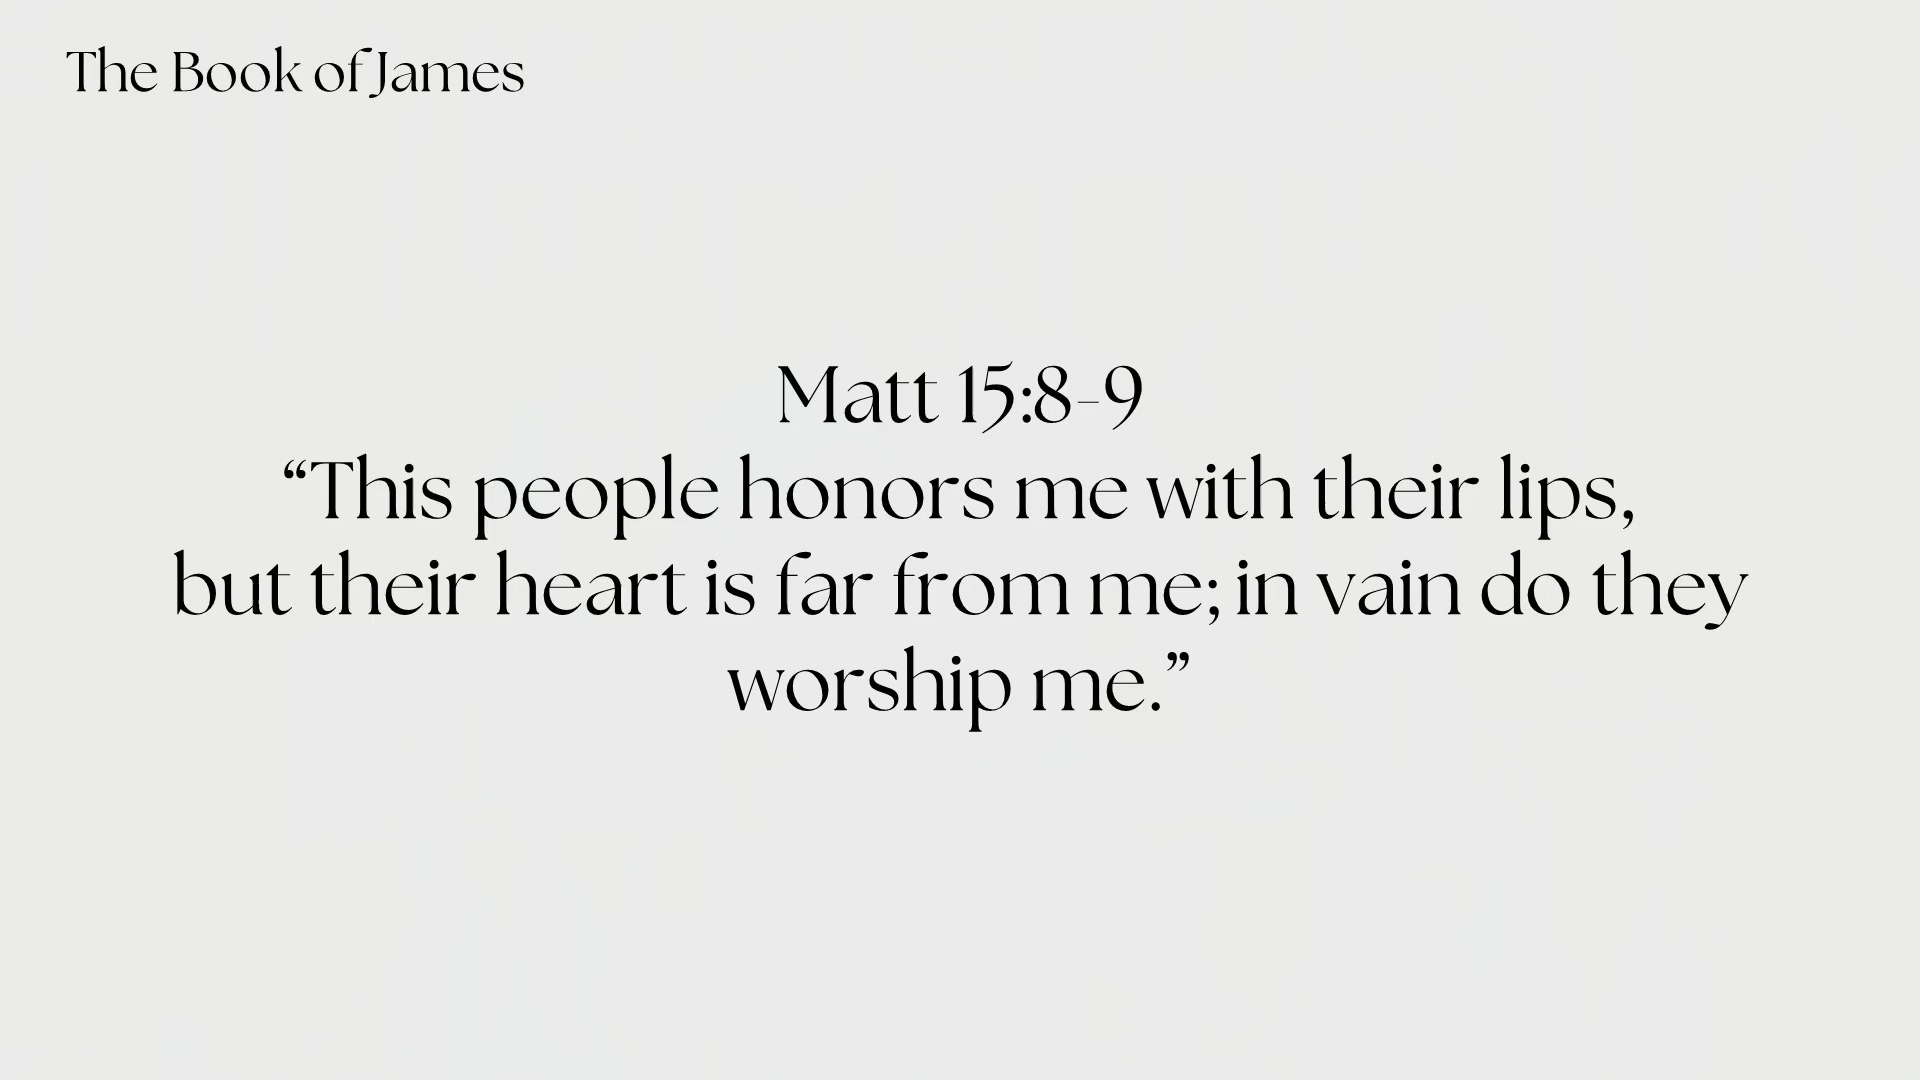 The Book of James
Matt 15:8-9
“This people honors me with their lips,
but their heart is far from me; in vain do they
worship me.”